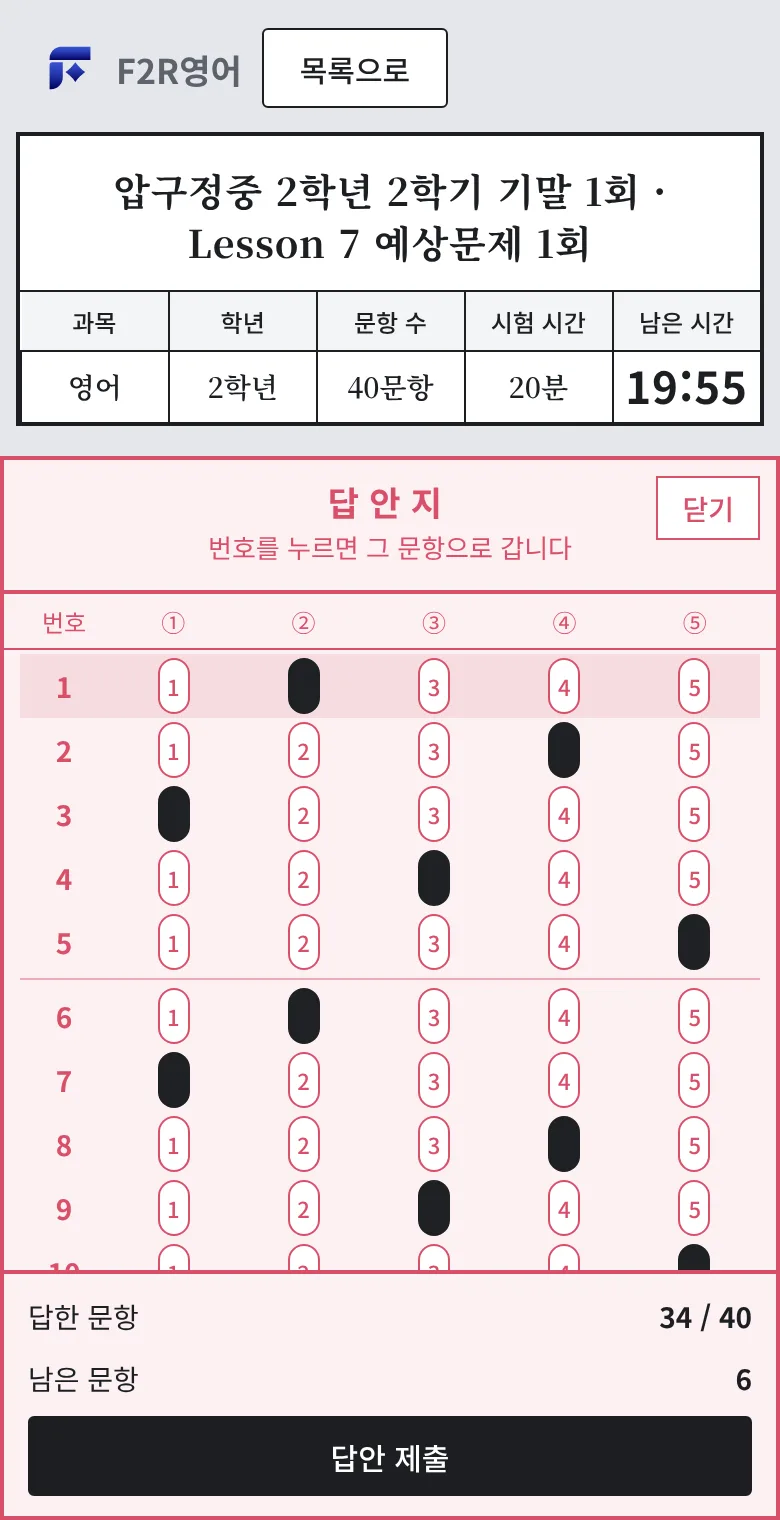 F2R영어 목록으로
압구정중 2학년 2학기 기말 1회 ·
Lesson 7 예상문제 1회
과목 학년 문항 수 시험 시간 남은 시간
영어 2학년 40문항 20분 19:55
답 안 지
닫기
번호를 누르면 그 문항으로 갑니다
번호 ① ② ③ ④ ⑤
1 1 3 4 5
2 1 2 3 5
3 2 3 4 5
4 1 2 4 5
5 1 2 3 4
6 1 3 4 5
7 2 3 4 5
8 1 2 3 5
9 1 2 4 5
10 1 2 3 4
답한 문항 34 / 40
남은 문항 6
답안 제출